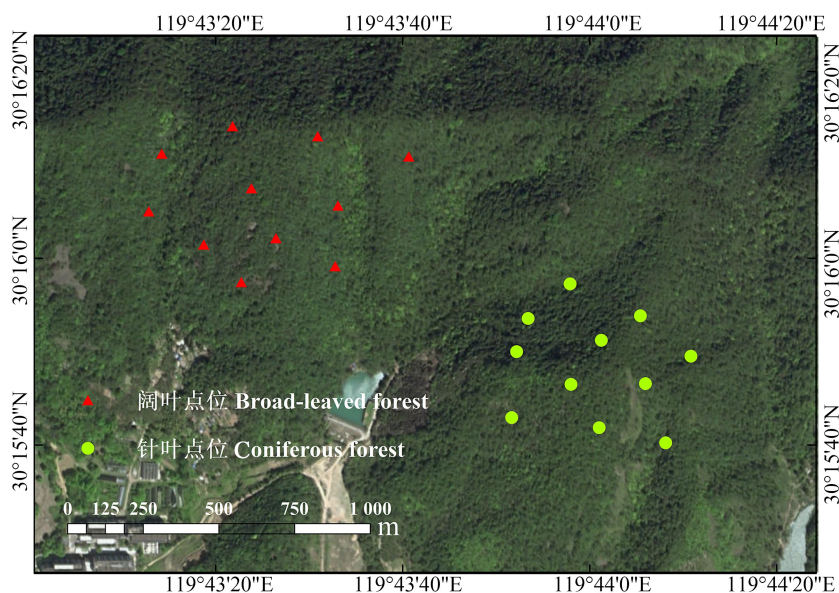 119°43'20"E 119°43'40"E 119°44'0"E 119°44'20"E
30°16'20"N
30°16'20"N
30°16'0"N
30°16'0"N
30°15'40"N
30°15'40"N
阔叶点位 Broad-leaved forest
针叶点位 Coniferous forest
0 125 250 500 750 1 000
m
119°43'20"E 119°43'40"E 119°44'0"E 119°44'20"E